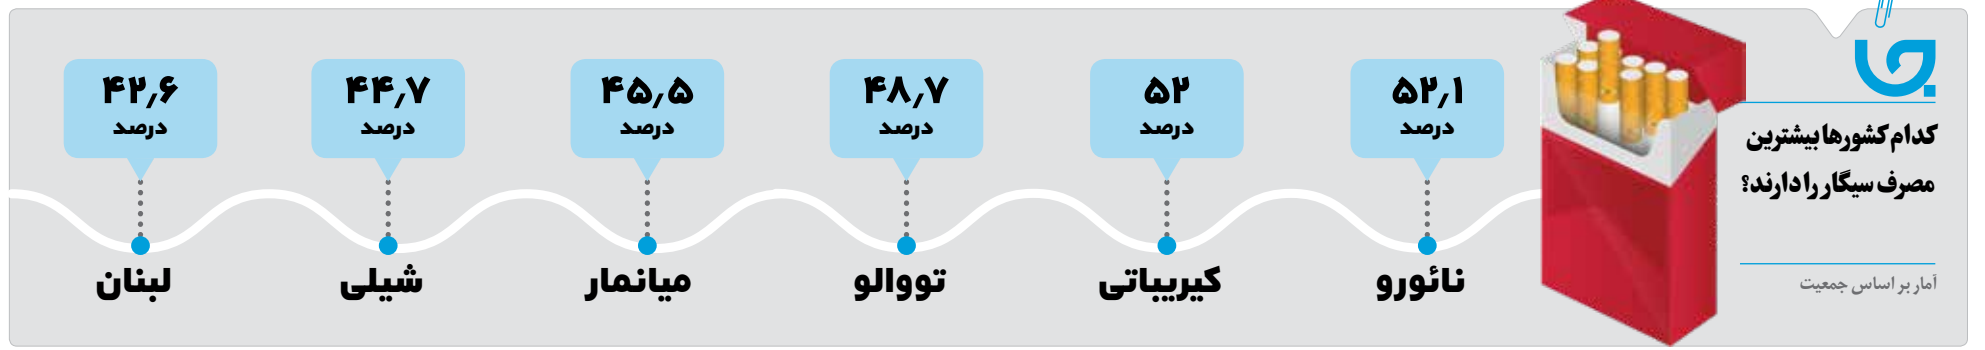 کدام کشورها بیشترین
مصرف سیگار را دارند؟
آمار بر اساس جمعیت
۵۲٫۱
درصد
نائورو
۵۲
درصد
کیریباتی
۴۸٫۷
درصد
تووالو
۴۵٫۵
درصد
میانمار
۴۴٫۷
درصد
شیلی
۴۲٫۶
درصد
لبنان